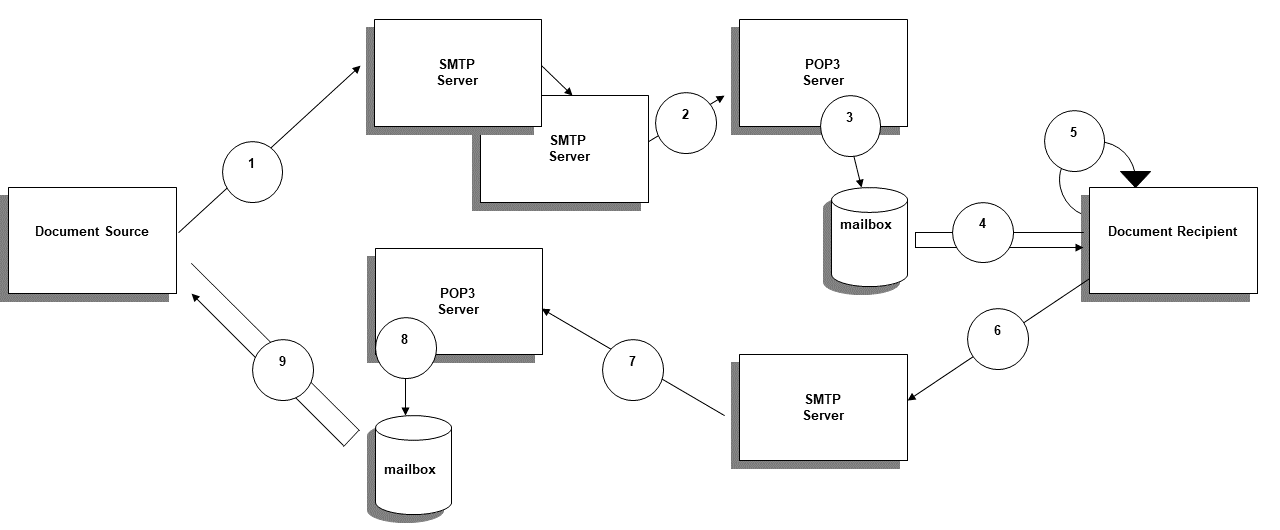 SMTP
Server
SMTP
Server
POP3
Server
1
2
3
5
mailbox
4
Document Source
Document Recipient
POP3
Server
8
7
6
9
SMTP
Server
mailbox